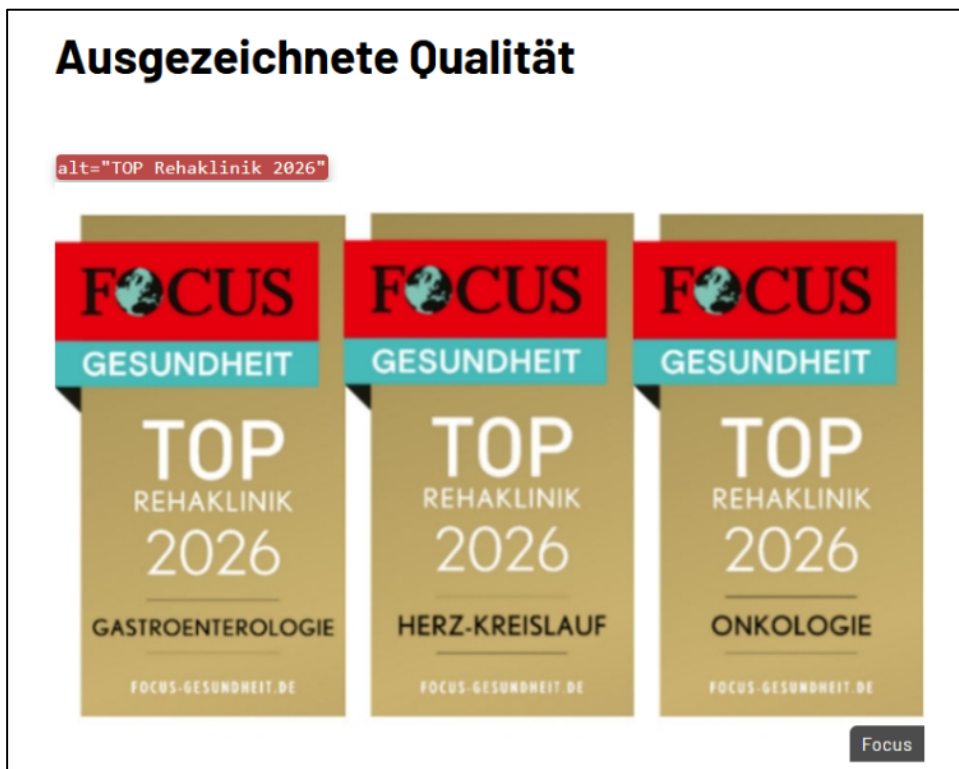 Ausgezeichnete Qualität
alt="TOP Rehaklinik 2026"
FOCUS
GESUNDHEIT
TOP
REHAKLINIK
2026
GASTROENTEROLOGIE
FOCUS-GESUNDHEIT.DE
FOCUS
GESUNDHEIT
TOP
REHAKLINIK
2026
HERZ-KREISLAUF
FOCUS-GESUNDHEIT.DE
FOCUS
GESUNDHEIT
TOP
REHAKLINIK
2026
ONKOLOGIE
FOCUS-GESUNDHEIT.DE
Focus